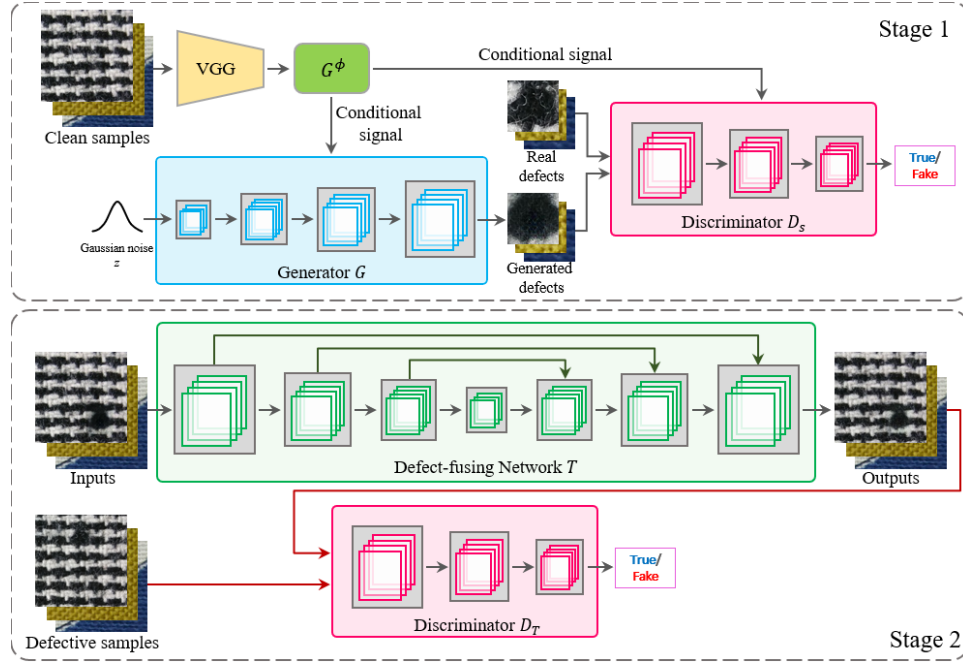 Stage 1
Clean samples
VGG
G^ϕ
Conditional signal
Conditional
signal
Real
defects
Generated
defects
Gaussian noise
z
Generator G
Discriminator D_s
True/
Fake
Inputs
Defect-fusing Network T
Outputs
Defective samples
Discriminator D_T
True/
Fake
Stage 2